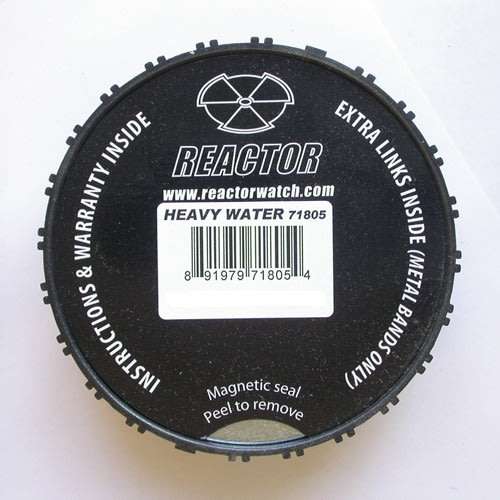 REACTOR
www.reactorwatch.com
HEAVY WATER 71805
8 91979 71805 4
INSTRUCTIONS & WARRANTY INSIDE
EXTRA LINKS INSIDE (METAL BANDS ONLY)
Magnetic seal
Peel to remove